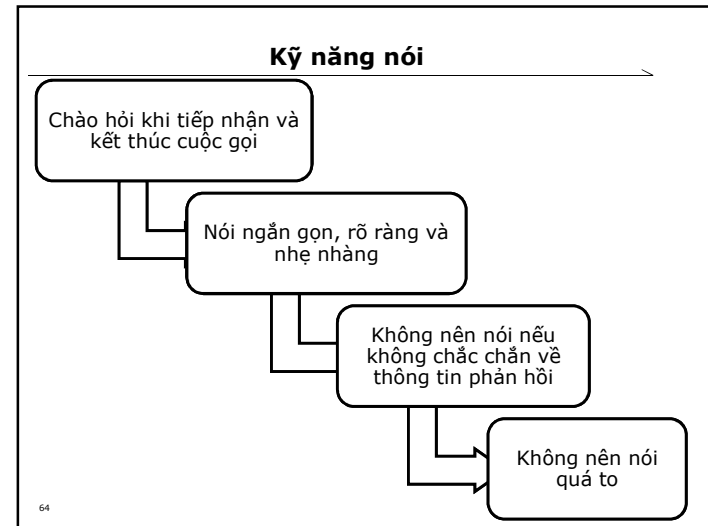 Kỹ năng nói
Chào hỏi khi tiếp nhận và
kết thúc cuộc gọi
Nói ngắn gọn, rõ ràng và
nhẹ nhàng
Không nên nói nếu
không chắc chắn về
thông tin phản hồi
Không nên nói
quá to
64